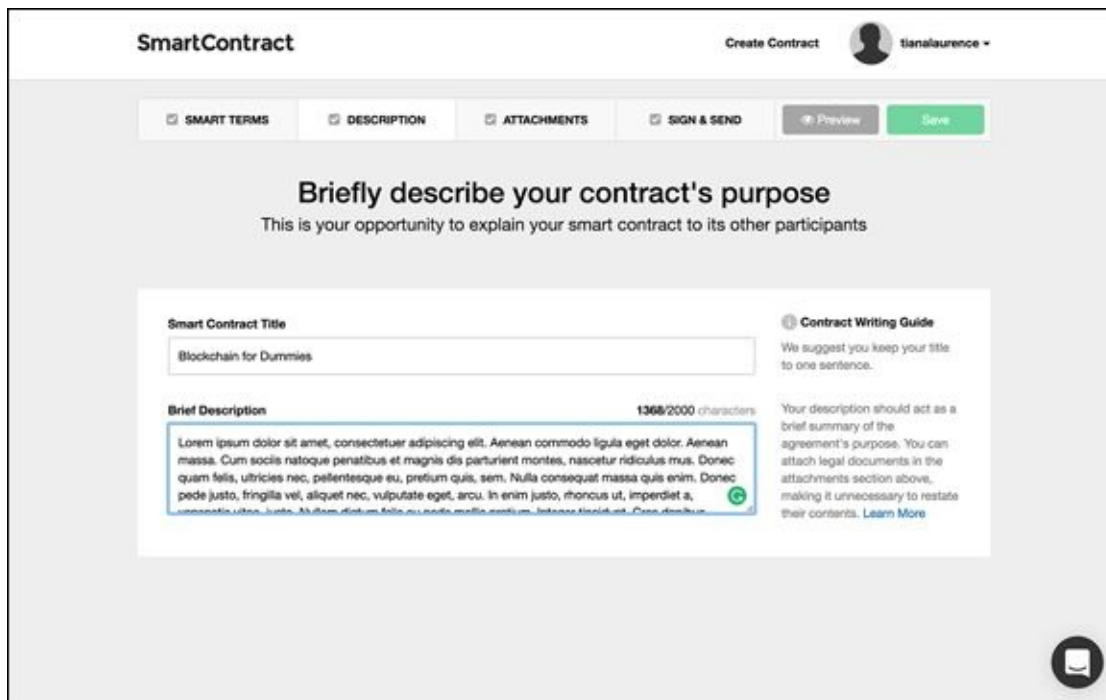 SmartContract
Create Contract
tianalaurence
SMART TERMS
DESCRIPTION
ATTACHMENTS
SIGN & SEND
Preview
Save
Briefly describe your contract's purpose
This is your opportunity to explain your smart contract to its other participants
Smart Contract Title
Blockchain for Dummies
Brief Description
1368/2000 characters
Lorem ipsum dolor sit amet, consectetuer adipiscing elit. Aenean commodo ligula eget dolor. Aenean
massa. Cum sociis natoque penatibus et magnis dis parturient montes, nascetur ridiculus mus. Donec
quam felis, ultricies nec, pellentesque eu, pretium quis, sem. Nulla consequat massa quis enim. Donec
pede justo, fringilla vel, aliquet nec, vulputate eget, arcu. In enim justo, rhoncus ut, imperdiet a,
Contract Writing Guide
We suggest you keep your title
to one sentence.
Your description should act as a
brief summary of the
agreement's purpose. You can
attach legal documents in the
attachments section above,
making it unnecessary to restate
their contents. Learn More